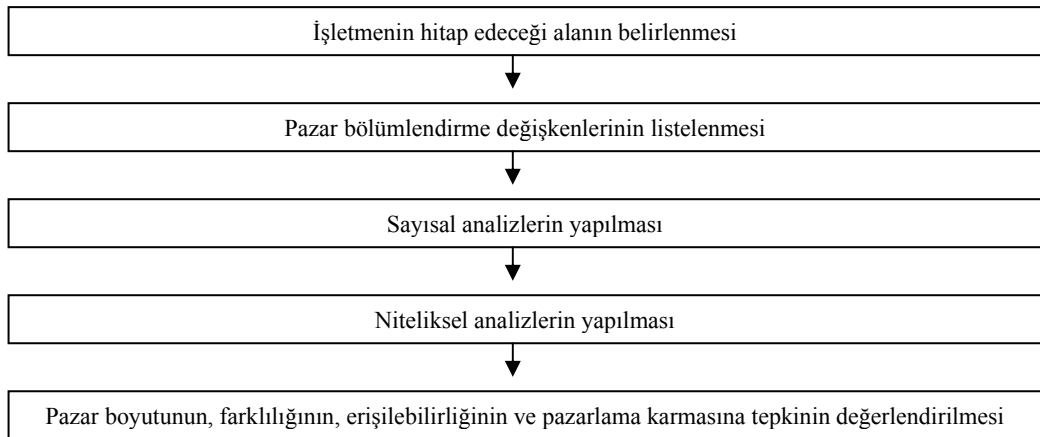 İşletmenin hitap edeceği alanın belirlenmesi
Pazar bölümlendirme değişkenlerinin listelenmesi
Sayısal analizlerin yapılması
Niteliksel analizlerin yapılması
Pazar boyutunun, farklılığının, erişilebilirliğinin ve pazarlama karmasına tepkinin değerlendirilmesi